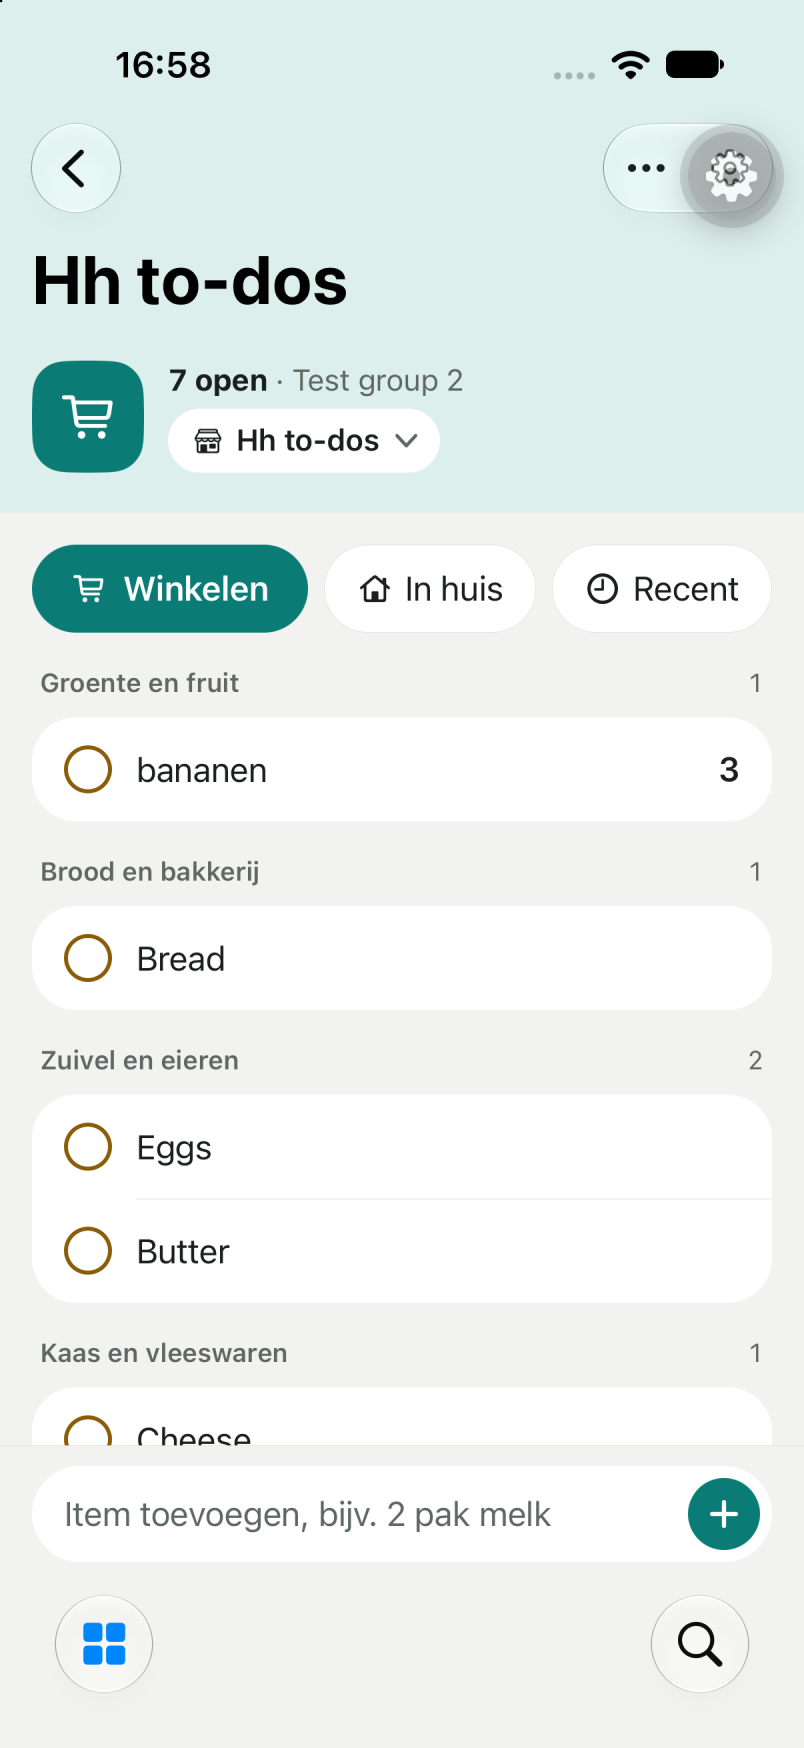 16:58
Hh to-dos
7 open · Test group 2
Hh to-dos
Winkelen
In huis
Recent
Groente en fruit 1
bananen 3
Brood en bakkerij 1
Bread
Zuivel en eieren 2
Eggs
Butter
Kaas en vleeswaren 1
Cheese
Item toevoegen, bijv. 2 pak melk